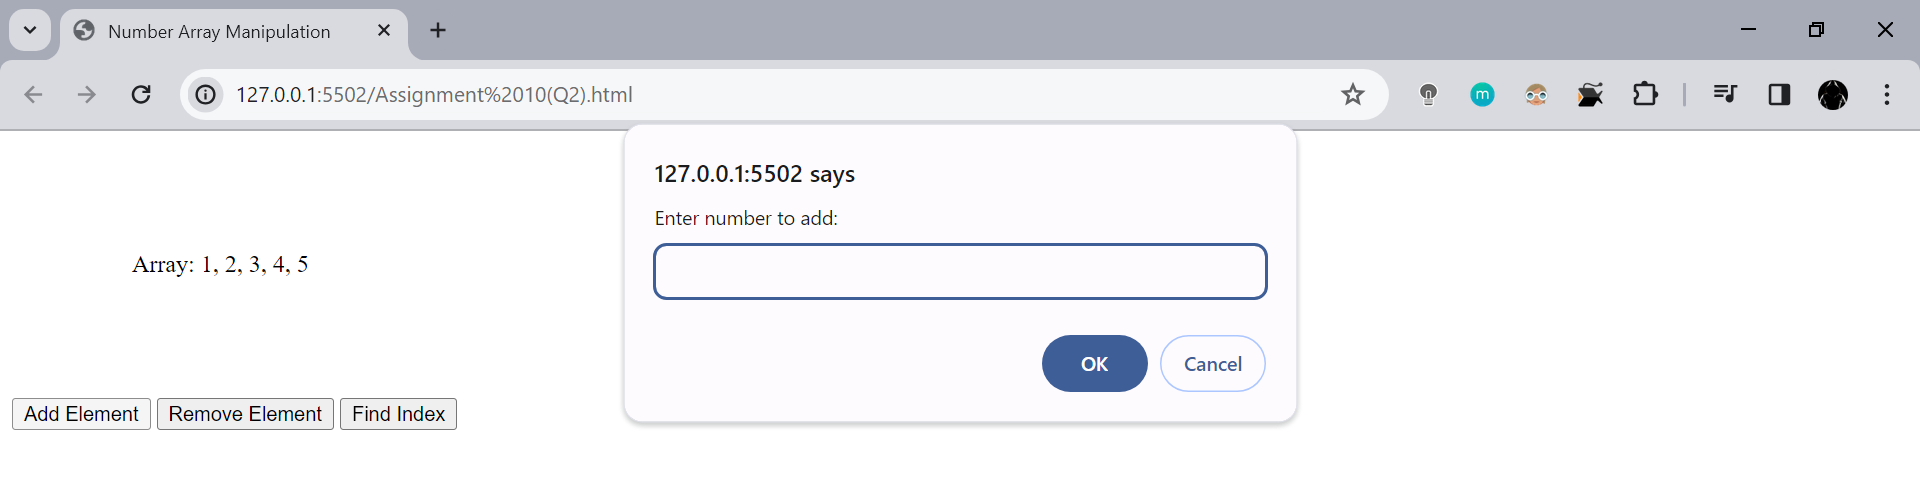 Number Array Manipulation
127.0.0.1:5502/Assignment%2010(Q2).html
m
127.0.0.1:5502 says
Enter number to add:
Array: 1, 2, 3, 4, 5
OK Cancel
Add Element Remove Element Find Index